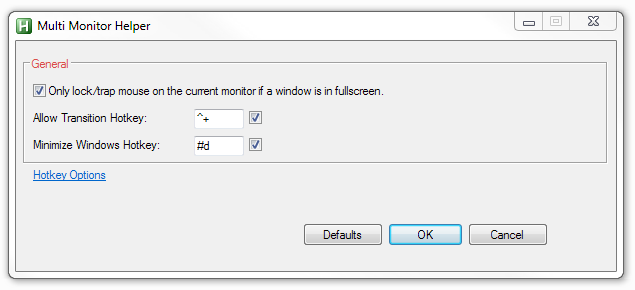 Multi Monitor Helper
General
Only lock/trap mouse on the current monitor if a window is in fullscreen.
Allow Transition Hotkey: ^+
Minimize Windows Hotkey: #d
Hotkey Options
Defaults OK Cancel